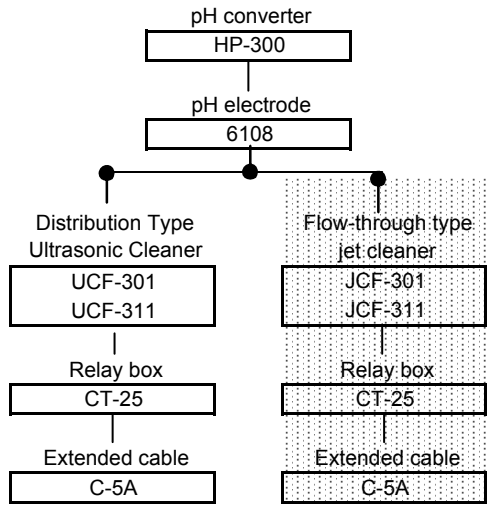 pH converter
HP-300
pH electrode
6108
Distribution Type
Ultrasonic Cleaner
UCF-301
UCF-311
Relay box
CT-25
Extended cable
C-5A
Flow-through type
jet cleaner
JCF-301
JCF-311
Relay box
CT-25
Extended cable
C-5A